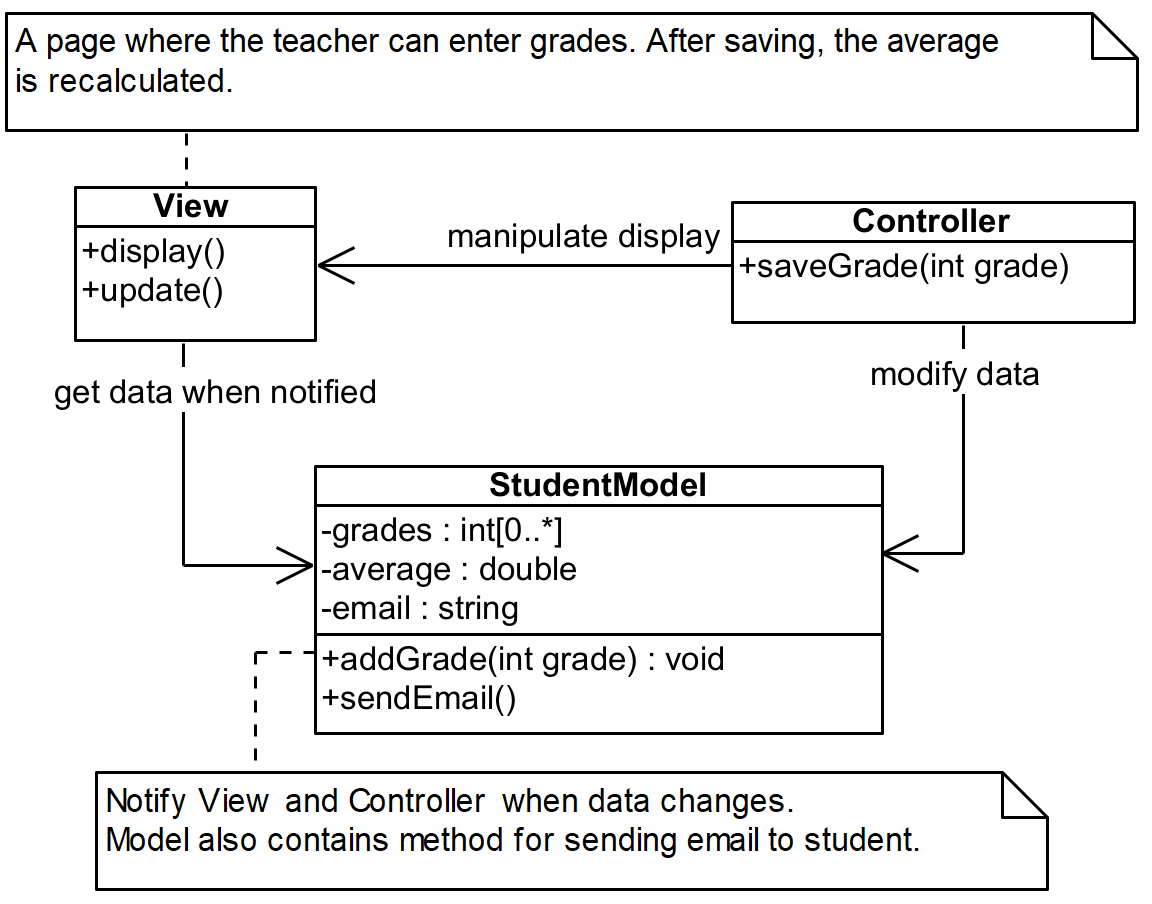 A page where the teacher can enter grades. After saving, the average
is recalculated.
View
+display()
+update()
manipulate display
Controller
+saveGrade(int grade)
get data when notified
modify data
StudentModel
-grades : int[0..*]
-average : double
-email : string
+addGrade(int grade) : void
+sendEmail()
Notify View and Controller when data changes.
Model also contains method for sending email to student.